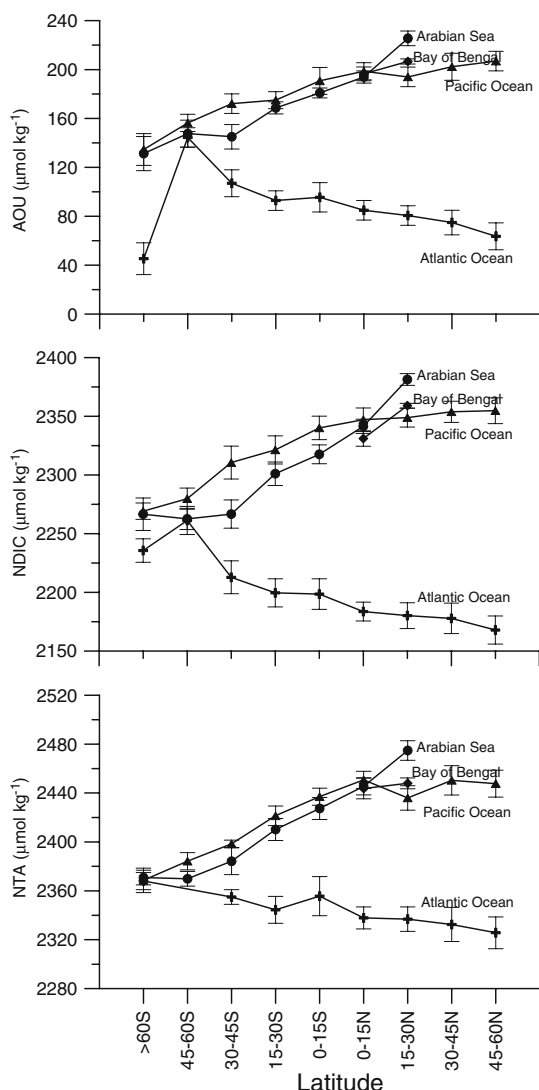 240
200
160
120
80
40
0
AOU (μmol kg⁻¹)
Arabian Sea
Bay of Bengal
Pacific Ocean
Atlantic Ocean
2400
2350
2300
2250
2200
2150
NDIC (μmol kg⁻¹)
Arabian Sea
Bay of Bengal
Pacific Ocean
Atlantic Ocean
2520
2480
2440
2400
2360
2320
2280
NTA (μmol kg⁻¹)
Arabian Sea
Bay of Bengal
Pacific Ocean
Atlantic Ocean
>60S
45-60S
30-45S
15-30S
0-15S
0-15N
15-30N
30-45N
45-60N
Latitude